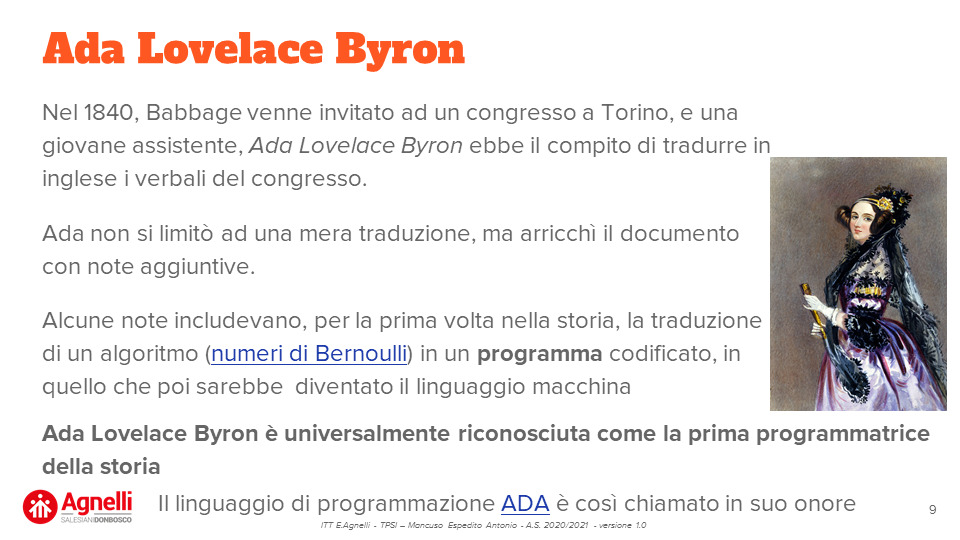 Ada Lovelace Byron
Nel 1840, Babbage venne invitato ad un congresso a Torino, e una
giovane assistente, Ada Lovelace Byron ebbe il compito di tradurre in
inglese i verbali del congresso.
Ada non si limitò ad una mera traduzione, ma arricchì il documento
con note aggiuntive.
Alcune note includevano, per la prima volta nella storia, la traduzione
di un algoritmo (numeri di Bernoulli) in un programma codificato, in
quello che poi sarebbe diventato il linguaggio macchina
Ada Lovelace Byron è universalmente riconosciuta come la prima programmatrice
della storia
Agnelli
SALESIANIDONBOSCO
Il linguaggio di programmazione ADA è così chiamato in suo onore
9
ITT E.Agnelli - TPSI – Mancuso Espedito Antonio - A.S. 2020/2021 - versione 1.0